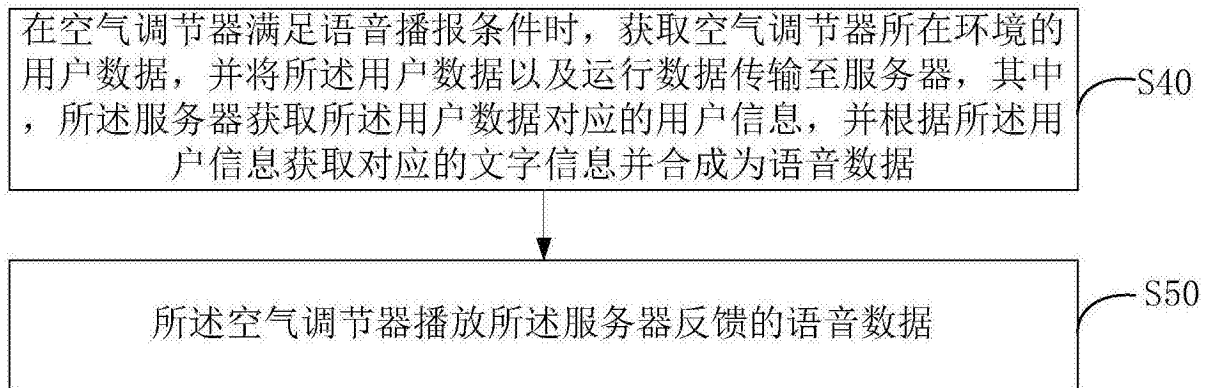 在空气调节器满足语音播报条件时，获取空气调节器所在环境的
用户数据，并将所述用户数据以及运行数据传输至服务器，其中
，所述服务器获取所述用户数据对应的用户信息，并根据所述用
户信息获取对应的文字信息并合成为语音数据
S40
所述空气调节器播放所述服务器反馈的语音数据
S50